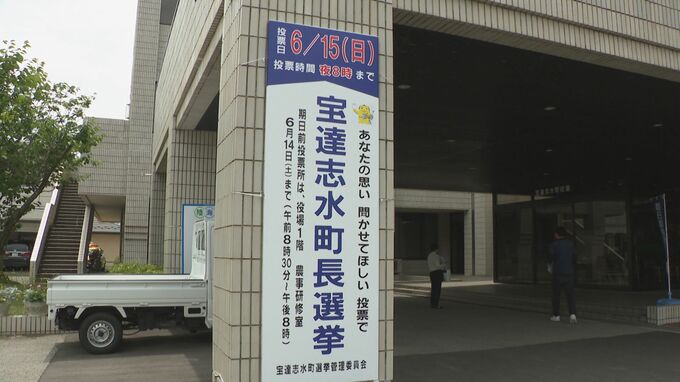 投票日 6/15(日)
投票時間 夜8時まで
あなたの思い 聞かせてほしい 投票で
宝達志水町長選挙
期日前投票所は、役場1階 農事研修室
6月14日(土)まで(午前8時30分~午後8時)
宝達志水町選挙管理委員会